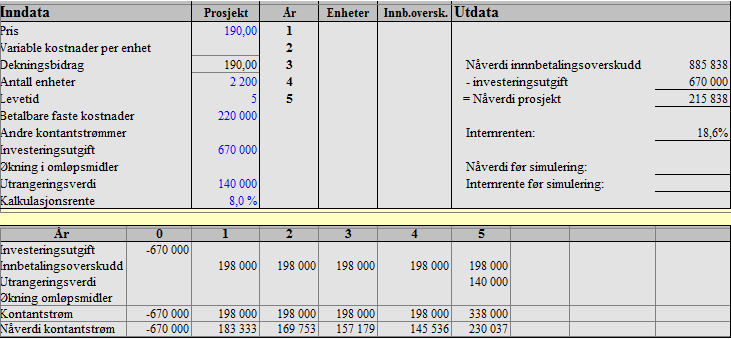 Inndata Prosjekt År Enheter Innb.oversk. Utdata
Pris 190,00 1
Variable kostnader per enhet 2
Dekningsbidrag 190,00 3 Nåverdi innnbetalingsoverskudd 885 838
Antall enheter 2 200 4 - investeringsutgift 670 000
Levetid 5 5 = Nåverdi prosjekt 215 838
Betalbare faste kostnader 220 000
Andre kontantstrømmer Internrenten: 18,6%
Investeringsutgift 670 000
Økning i omløpsmidler Nåverdi før simulering:
Utrangeringsverdi 140 000 Internrente før simulering:
Kalkulasjonsrente 8,0 %
År 0 1 2 3 4 5
Investeringsutgift -670 000
Innbetalingsoverskudd 198 000 198 000 198 000 198 000 198 000
Utrangeringsverdi 140 000
Økning omløpsmidler
Kontantstrøm -670 000 198 000 198 000 198 000 198 000 338 000
Nåverdi kontantstrøm -670 000 183 333 169 753 157 179 145 536 230 037